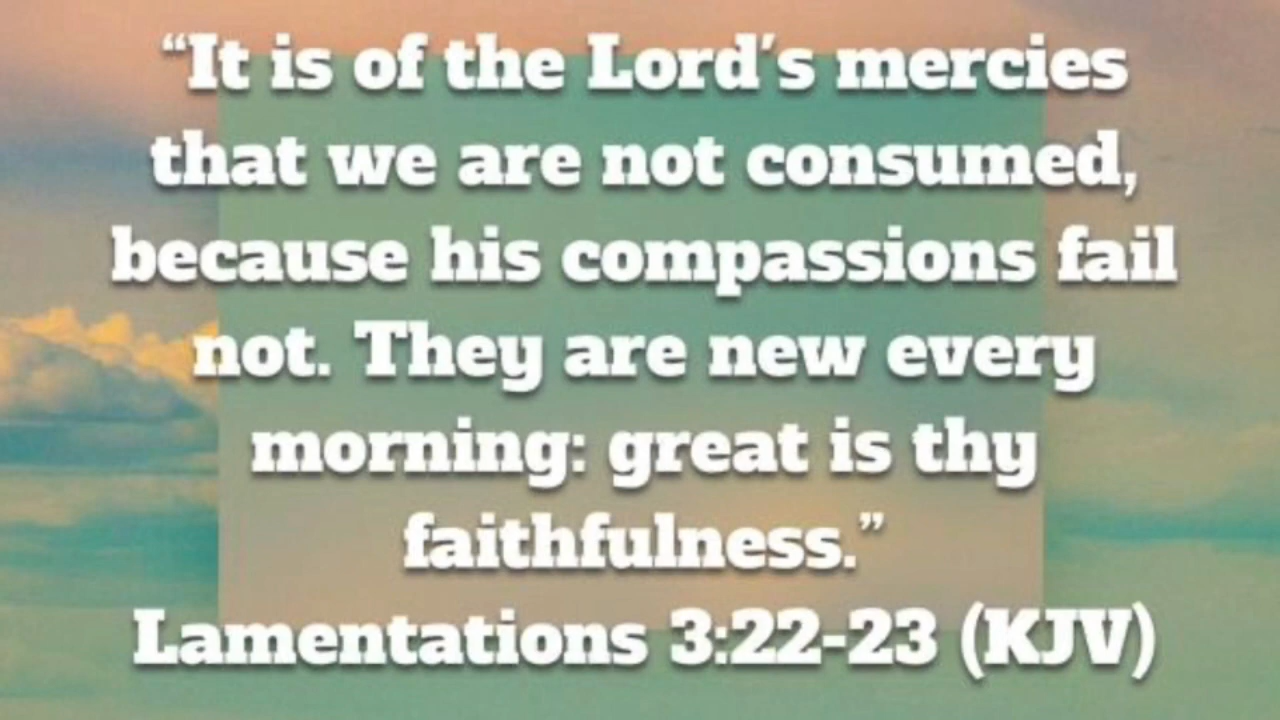 “It is of the Lord’s mercies
that we are not consumed,
because his compassions fail
not. They are new every
morning: great is thy
faithfulness.”
Lamentations 3:22-23 (KJV)